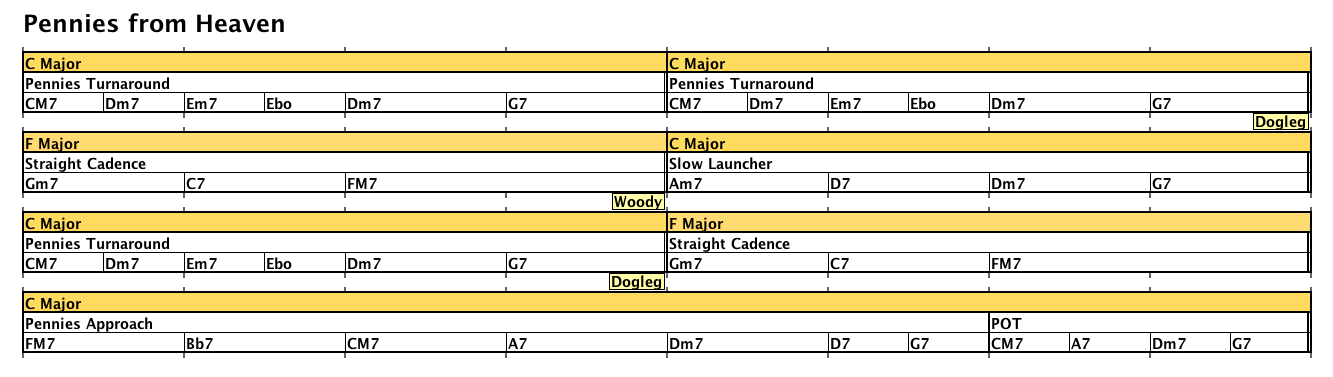 Pennies from Heaven
C Major C Major
Pennies Turnaround Pennies Turnaround
CM7 Dm7 Em7 Ebo Dm7 G7 CM7 Dm7 Em7 Ebo Dm7 G7
Dogleg
F Major C Major
Straight Cadence Slow Launcher
Gm7 C7 FM7 Am7 D7 Dm7 G7
Woody
C Major F Major
Pennies Turnaround Straight Cadence
CM7 Dm7 Em7 Ebo Dm7 G7 Gm7 C7 FM7
Dogleg
C Major
Pennies Approach POT
FM7 Bb7 CM7 A7 Dm7 D7 G7 CM7 A7 Dm7 G7